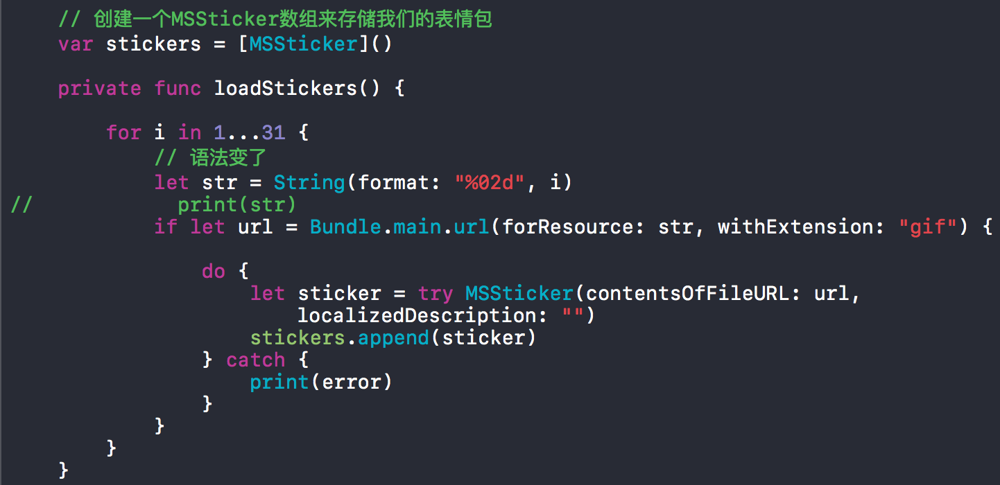 // 创建一个MSSticker数组来存储我们的表情包
var stickers = [MSSticker]()
private func loadStickers() {
for i in 1...31 {
// 语法变了
let str = String(format: "%02d", i)
// print(str)
if let url = Bundle.main.url(forResource: str, withExtension: "gif") {
do {
let sticker = try MSSticker(contentsOfFileURL: url,
localizedDescription: "")
stickers.append(sticker)
} catch {
print(error)
}
}
}
}